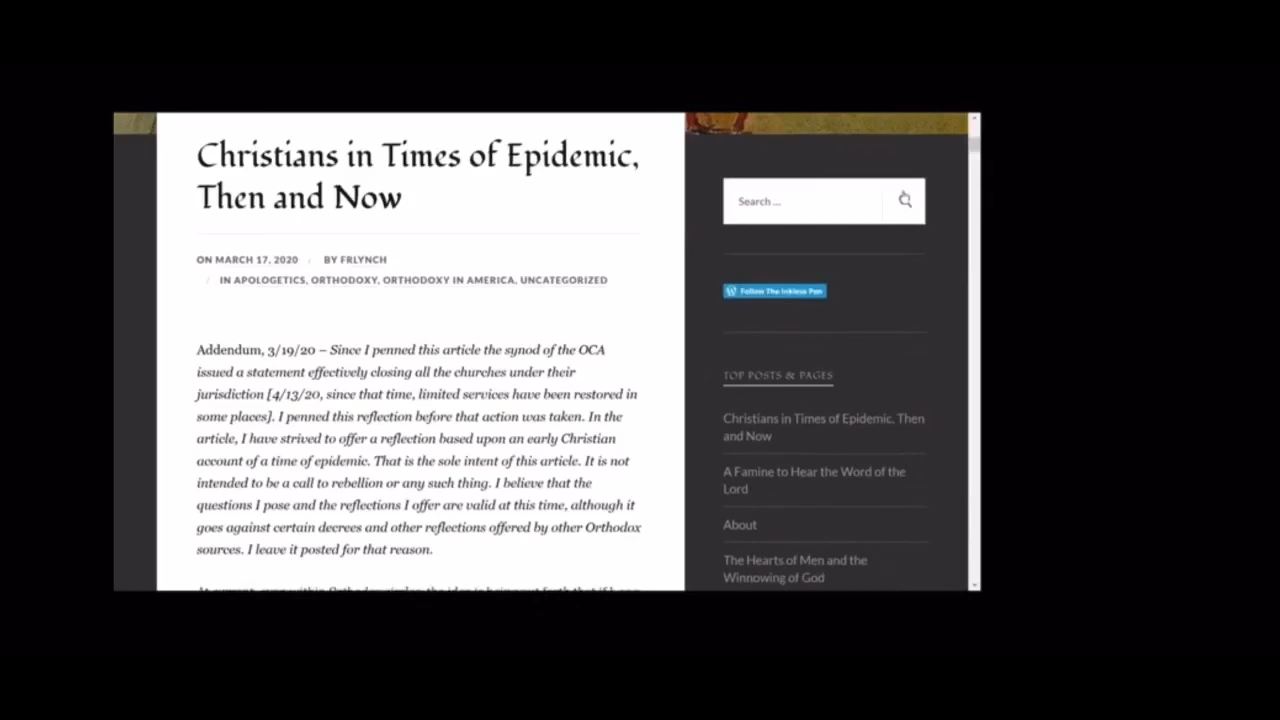 Christians in Times of Epidemic,
Then and Now
ON MARCH 17, 2020 / BY FRLYNCH
/ IN APOLOGETICS, ORTHODOXY, ORTHODOXY IN AMERICA, UNCATEGORIZED
Addendum, 3/19/20 – Since I penned this article the synod of the OCA
issued a statement effectively closing all the churches under their
jurisdiction [4/13/20, since that time, limited services have been restored in
some places]. I penned this reflection before that action was taken. In the
article, I have strived to offer a reflection based upon an early Christian
account of a time of epidemic. That is the sole intent of this article. It is not
intended to be a call to rebellion or any such thing. I believe that the
questions I pose and the reflections I offer are valid at this time, although it
goes against certain decrees and other reflections offered by other Orthodox
sources. I leave it posted for that reason.
Search ...
Follow The Inkless Pen
TOP POSTS & PAGES
Christians in Times of Epidemic, Then
and Now
A Famine to Hear the Word of the
Lord
About
The Hearts of Men and the
Winnowing of God